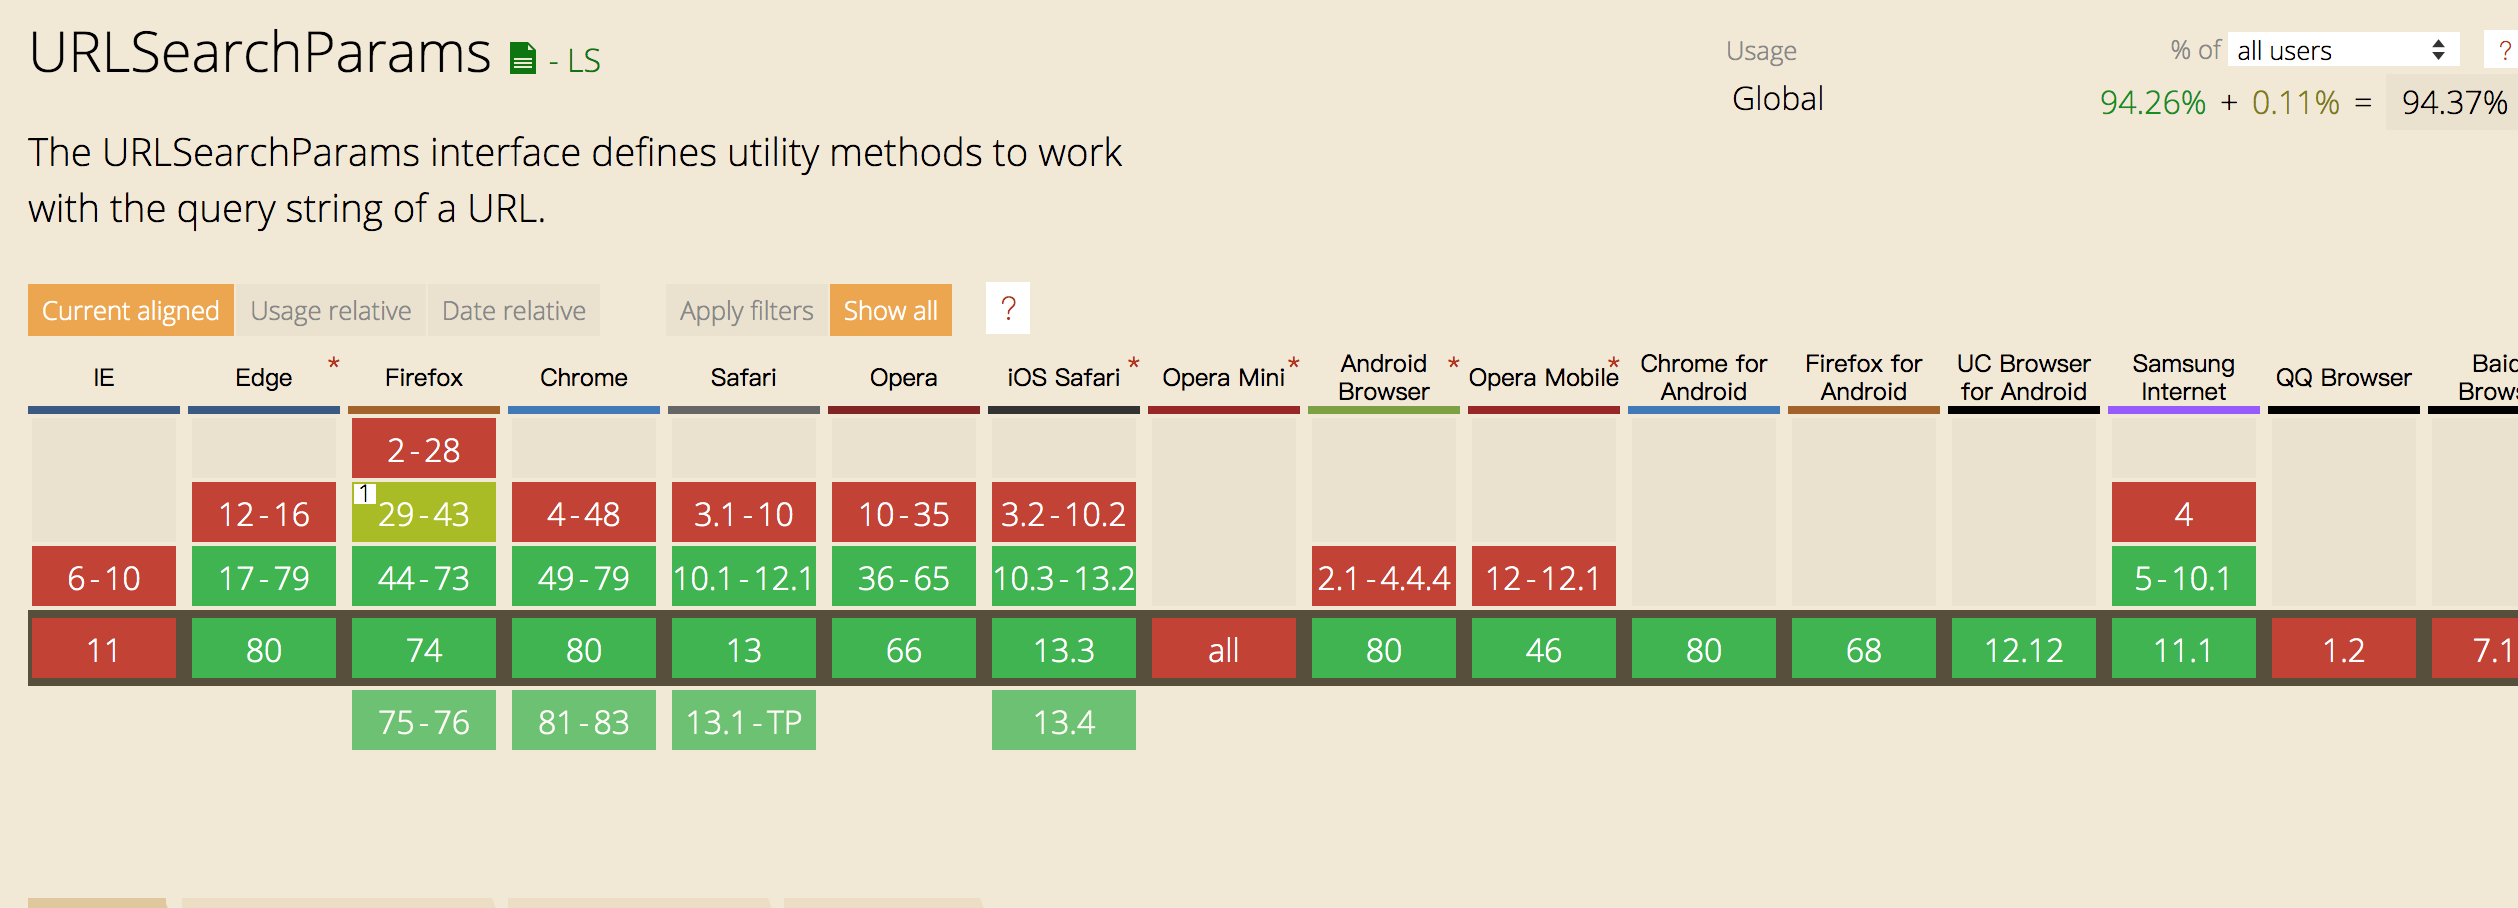 URLSearchParams - LS
Usage % of all users ?
Global 94.26% + 0.11% = 94.37%
The URLSearchParams interface defines utility methods to work
with the query string of a URL.
Current aligned Usage relative Date relative Apply filters Show all ?
IE Edge * Firefox Chrome Safari Opera iOS Safari * Opera Mini * Android Browser * Opera Mobile * Chrome for Android Firefox for Android UC Browser for Android Samsung Internet QQ Browser
2-28
12-16 1 29-43 4-48 3.1-10 10-35 3.2-10.2 4
6-10 17-79 44-73 49-79 10.1-12.1 36-65 10.3-13.2 2.1-4.4.4 12-12.1 5-10.1
11 80 74 80 13 66 13.3 all 80 46 80 68 12.12 11.1 1.2 7.1
75-76 81-83 13.1-TP 13.4